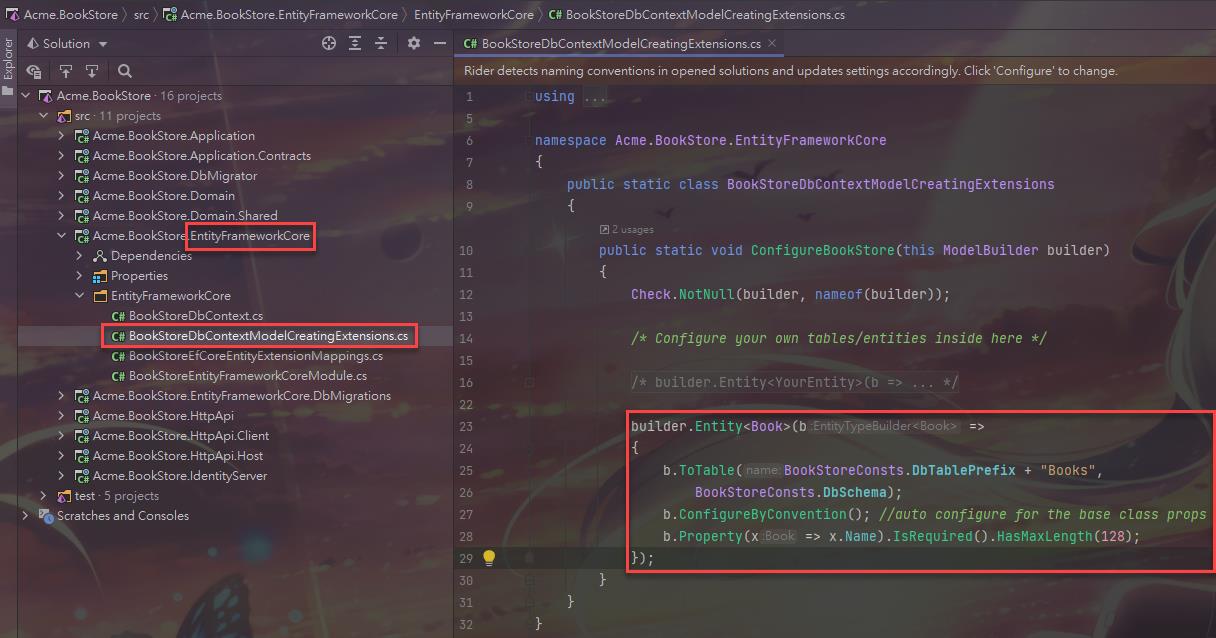 Acme.BookStore 〉 src 〉 Acme.BookStore.EntityFrameworkCore 〉 EntityFrameworkCore 〉 C# BookStoreDbContextModelCreatingExtensions.cs
Explorer
Solution
Acme.BookStore · 16 projects
src · 11 projects
Acme.BookStore.Application
Acme.BookStore.Application.Contracts
Acme.BookStore.DbMigrator
Acme.BookStore.Domain
Acme.BookStore.Domain.Shared
Acme.BookStore.EntityFrameworkCore
Dependencies
Properties
EntityFrameworkCore
C# BookStoreDbContext.cs
C# BookStoreDbContextModelCreatingExtensions.cs
C# BookStoreEfCoreEntityExtensionMappings.cs
C# BookStoreEntityFrameworkCoreModule.cs
Acme.BookStore.EntityFrameworkCore.DbMigrations
Acme.BookStore.HttpApi
Acme.BookStore.HttpApi.Client
Acme.BookStore.HttpApi.Host
Acme.BookStore.IdentityServer
test · 5 projects
Scratches and Consoles
C# BookStoreDbContextModelCreatingExtensions.cs ×
Rider detects naming conventions in opened solutions and updates settings accordingly. Click 'Configure' to change.
1 using ...
5
6 namespace Acme.BookStore.EntityFrameworkCore
7 {
8 public static class BookStoreDbContextModelCreatingExtensions
9 {
2 usages
10 public static void ConfigureBookStore(this ModelBuilder builder)
11 {
12 Check.NotNull(builder, nameof(builder));
13
14 /* Configure your own tables/entities inside here */
15
16 /* builder.Entity<YourEntity>(b => ... */
22
23 builder.Entity<Book>(b :EntityTypeBuilder<Book> =>
24 {
25 b.ToTable( name: BookStoreConsts.DbTablePrefix + "Books",
26 BookStoreConsts.DbSchema);
27 b.ConfigureByConvention(); //auto configure for the base class props
28 b.Property(x :Book => x.Name).IsRequired().HasMaxLength(128);
29 });
30 }
31 }
32 }